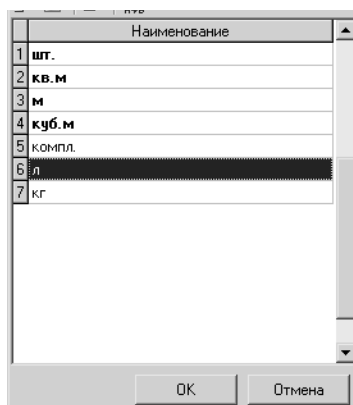 Наименование
1 шт.
2 кв.м
3 м
4 куб.м
5 компл.
6 л
7 кг
OK Отмена